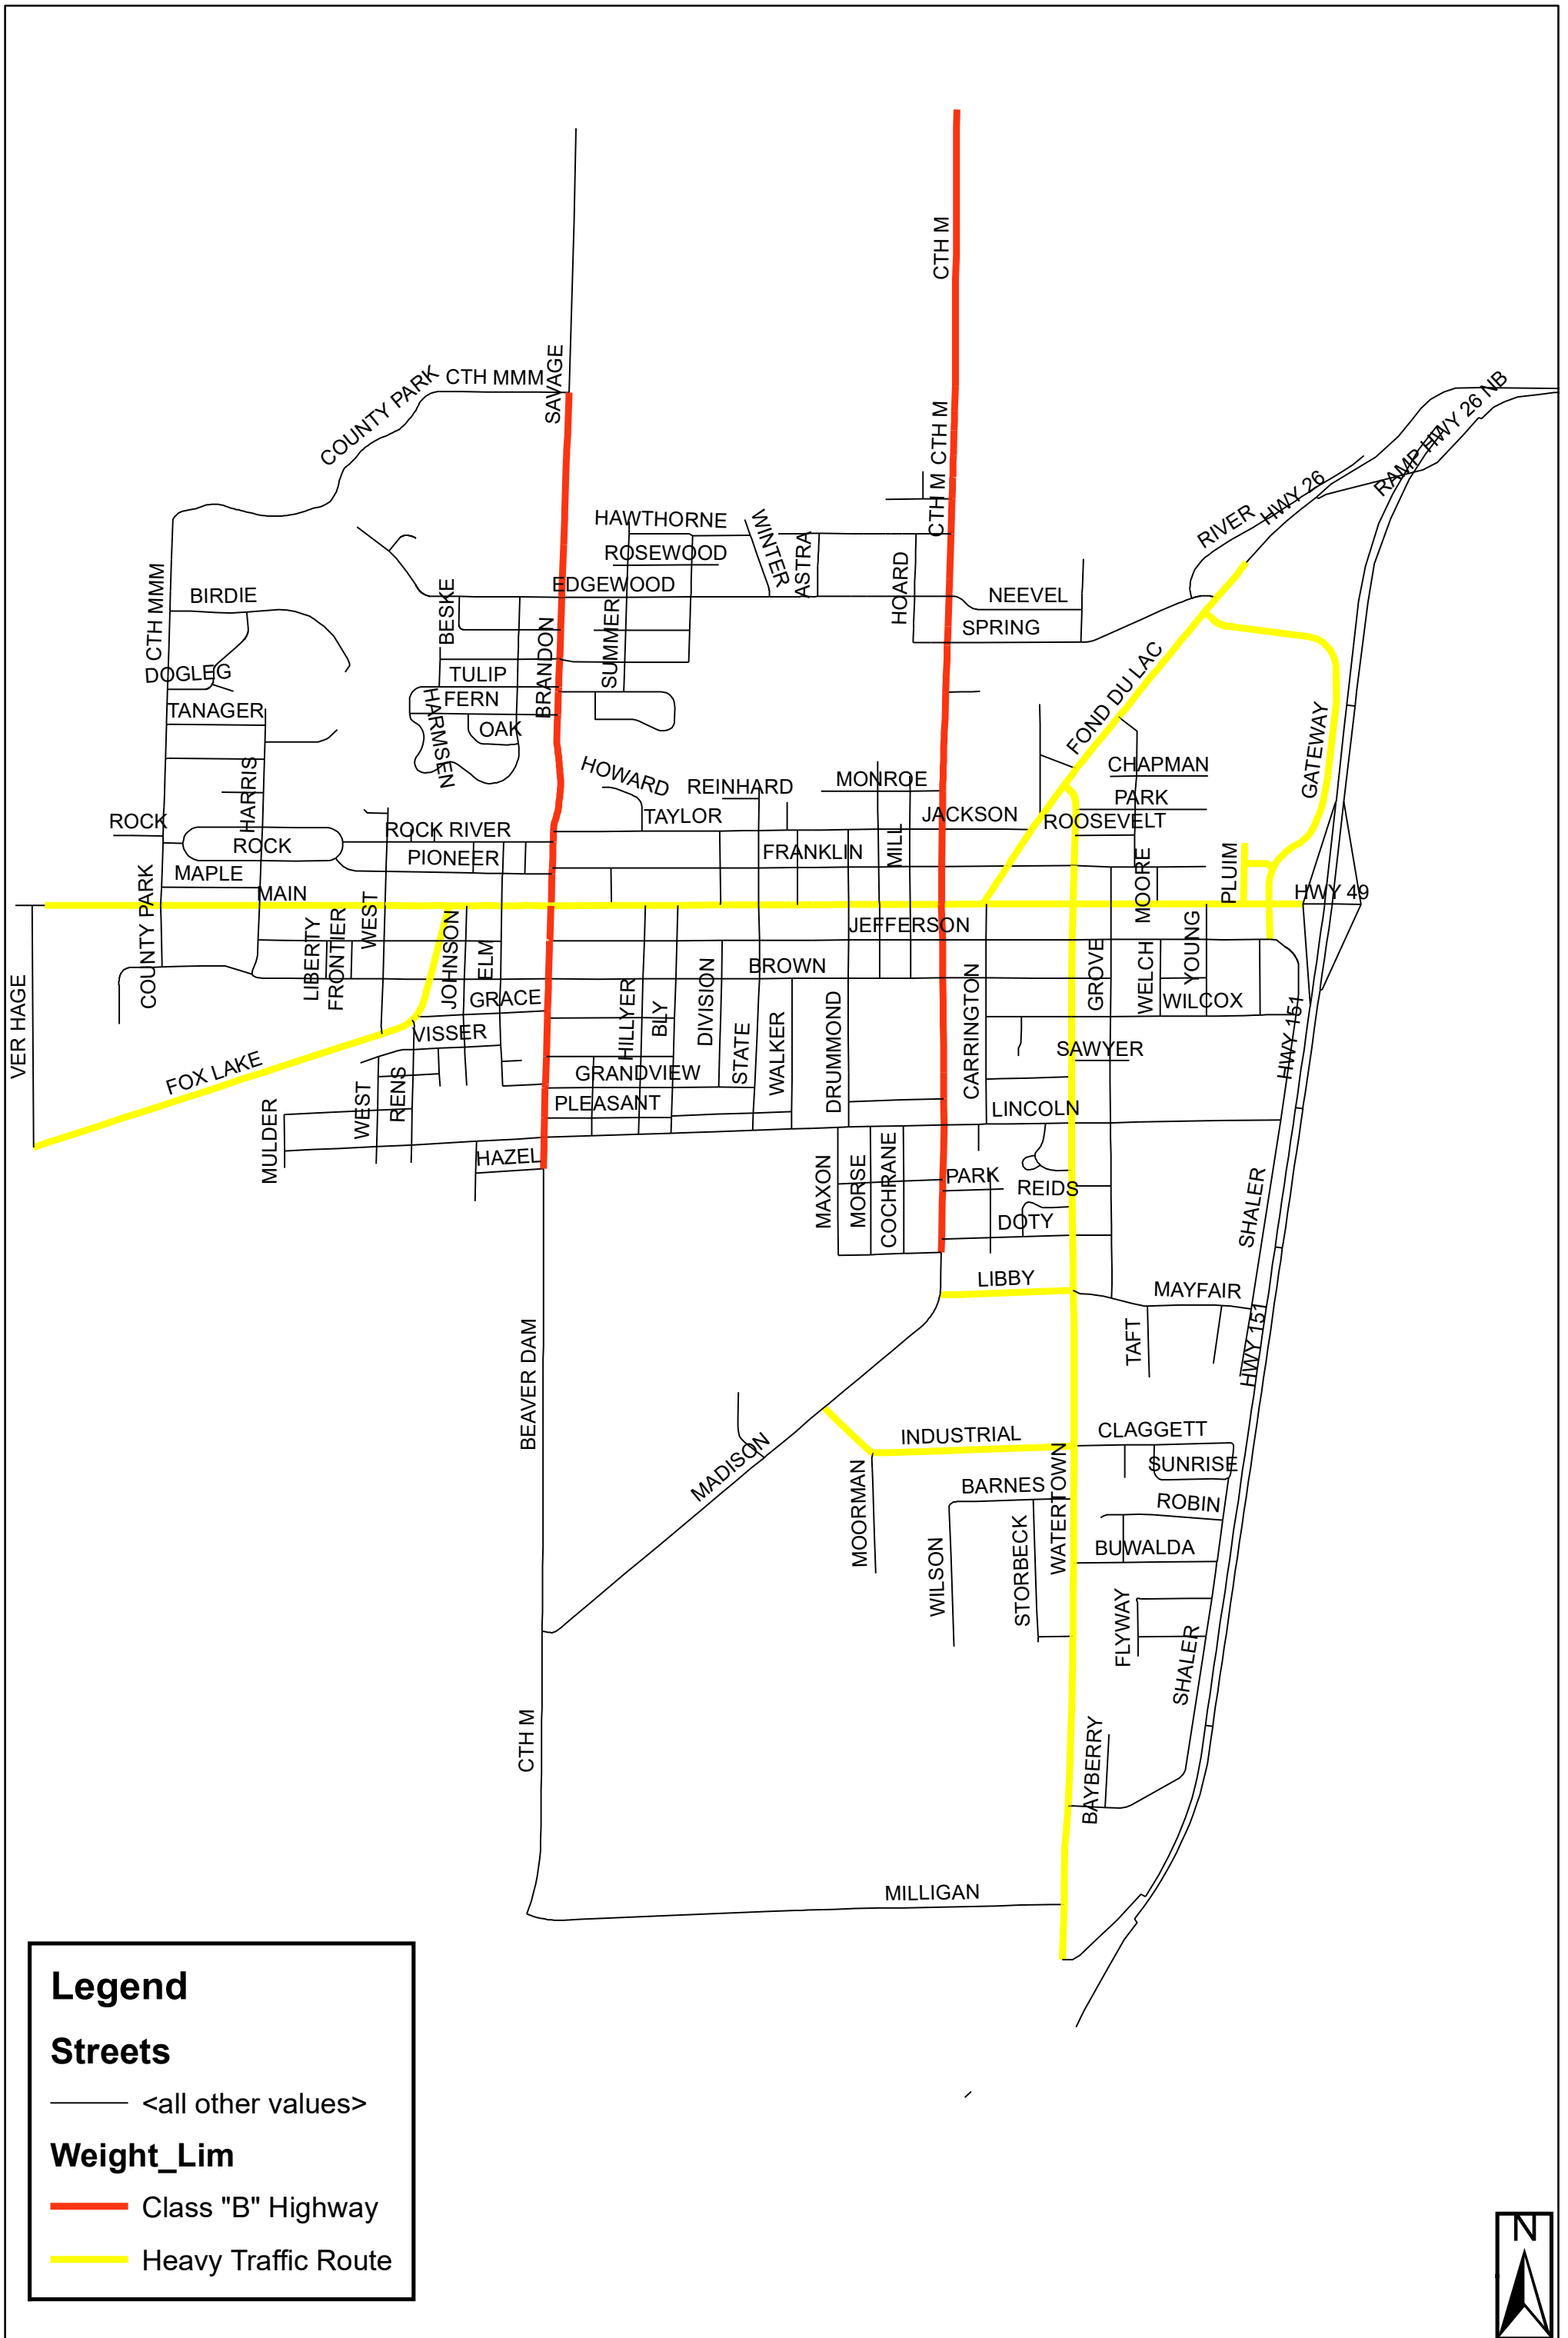 CTH M
SAVAGE
CTH MMM
COUNTY PARK
CTH M
CTH M
RAMP HWY 26 NB
HWY 26
RIVER
HAWTHORNE
WINTER
ROSEWOOD
ASTRA
EDGEWOOD
HOARD
NEEVEL
SPRING
CTH MMM
BIRDIE
BESKE
SUMMER
BRANDON
DOGLEG
TULIP
FERN
HARMSEN
OAK
TANAGER
FOND DU LAC
GATEWAY
HARRIS
HOWARD
REINHARD
MONROE
CHAPMAN
PARK
TAYLOR
JACKSON
ROOSEVELT
ROCK
ROCK RIVER
ROCK
PIONEER
FRANKLIN
MILL
MAPLE
MAIN
MOORE
PLUIM
HWY 49
COUNTY PARK
LIBERTY
FRONTIER
WEST
JOHNSON
ELM
JEFFERSON
BROWN
YOUNG
WELCH
GROVE
WILCOX
VER HAGE
GRACE
VISSER
HILLYER
BLY
DIVISION
STATE
WALKER
DRUMMOND
CARRINGTON
SAWYER
HWY 151
FOX LAKE
GRANDVIEW
PLEASANT
LINCOLN
MULDER
WEST
RENS
HAZEL
MAXON
MORSE
COCHRANE
PARK
REIDS
DOTY
SHALER
LIBBY
MAYFAIR
TAFT
HWY 151
BEAVER DAM
MADISON
INDUSTRIAL
CLAGGETT
SUNRISE
MOORMAN
BARNES
WATERTOWN
ROBIN
WILSON
STORBECK
BUWALDA
FLYWAY
SHALER
CTH M
BAYBERRY
MILLIGAN
Legend
Streets
<all other values>
Weight_Lim
Class "B" Highway
Heavy Traffic Route
N